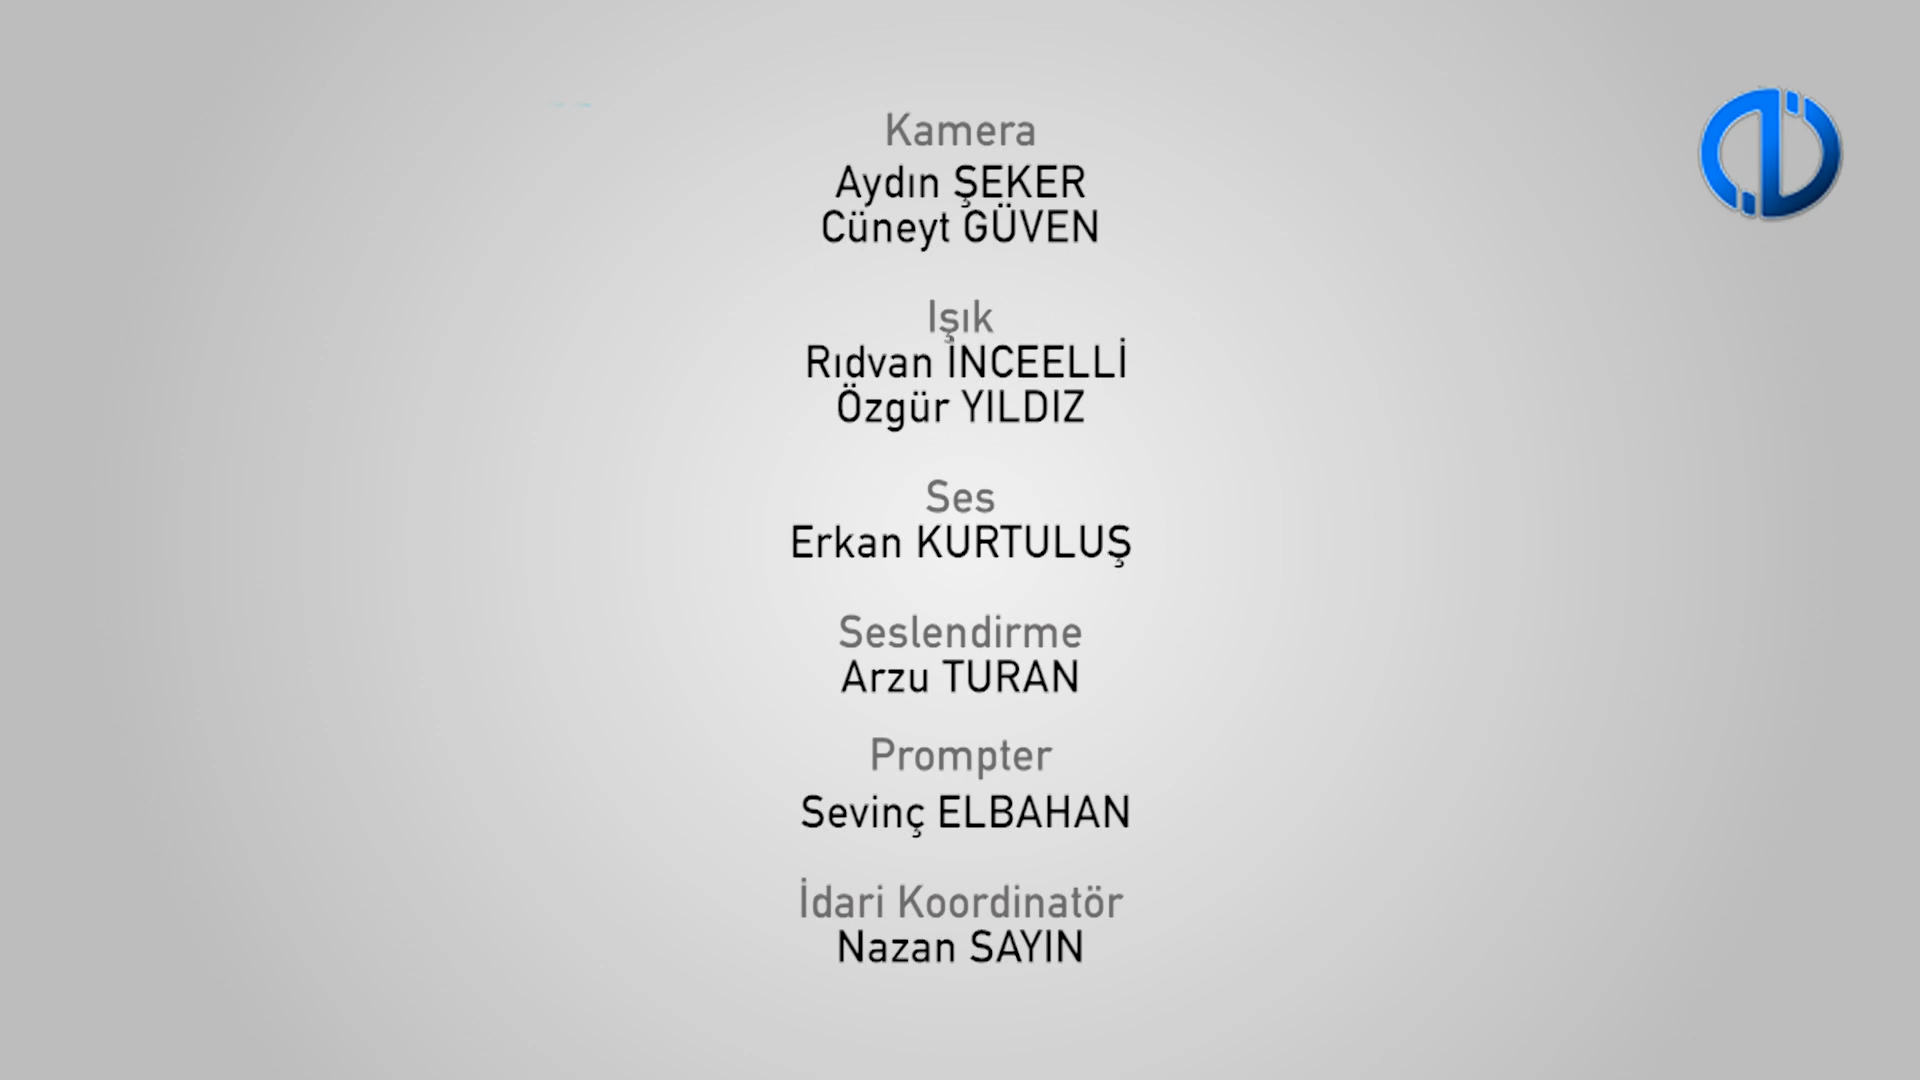 Kamera
Aydın ŞEKER
Cüneyt GÜVEN
Işık
Rıdvan İNCEELLİ
Özgür YILDIZ
Ses
Erkan KURTULUŞ
Seslendirme
Arzu TURAN
Prompter
Sevinç ELBAHAN
İdari Koordinatör
Nazan SAYIN